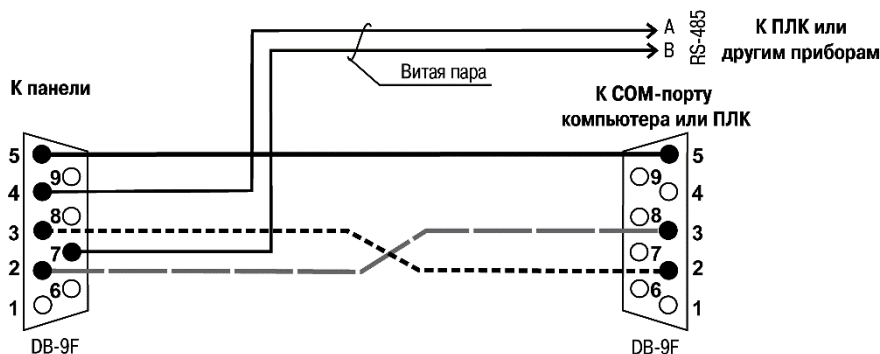 А
В
RS-485
К ПЛК или
другим приборам
Витая пара
К панели
К СОМ-порту
компьютера или ПЛК
5
9
4
8
3
7
2
6
1
DB-9F
5
9
4
8
3
7
2
6
1
DB-9F